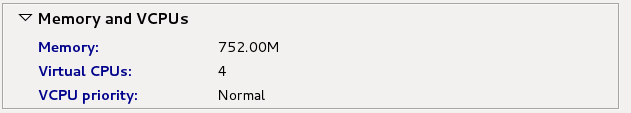 Memory and VCPUs
Memory: 752.00M
Virtual CPUs: 4
VCPU priority: Normal